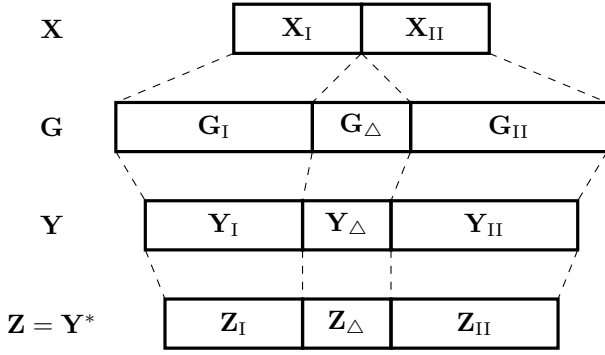 X X_I X_II
G G_I G_△ G_II
Y Y_I Y_△ Y_II
Z = Y* Z_I Z_△ Z_II